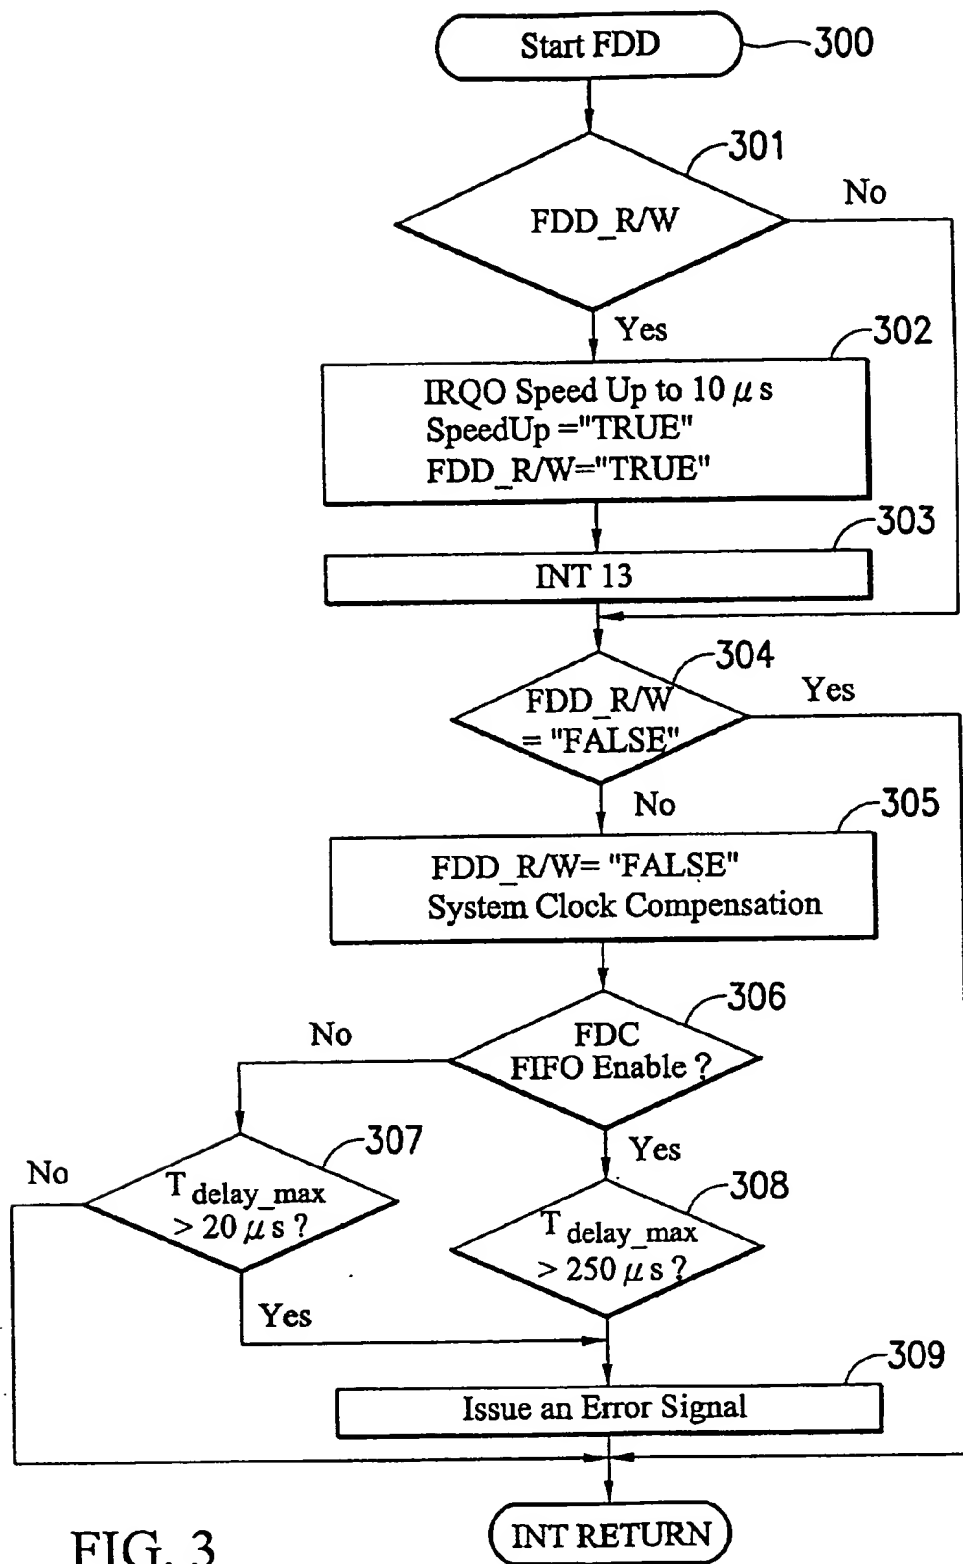 Start FDD
300
301
FDD_R/W
No
Yes
302
IRQO Speed Up to 10 μs
SpeedUp ="TRUE"
FDD_R/W="TRUE"
303
INT 13
304
FDD_R/W
= "FALSE"
Yes
No
305
FDD_R/W= "FALSE"
System Clock Compensation
306
FDC
FIFO Enable ?
No
Yes
307
T delay_max
> 20 μs ?
No
Yes
308
T delay_max
> 250 μs ?
309
Issue an Error Signal
INT RETURN
FIG. 3